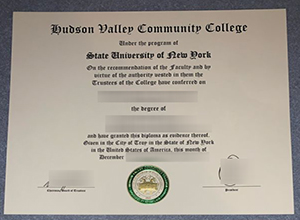 Hudson Valley Community College
Under the program of
State University of New York
On the recommendation of the Faculty and by
virtue of the authority vested in them the
Trustees of the College have conferred on
the degree of
and have granted this diploma as evidence thereof.
Given in the City of Troy in the State of New York
in the United States of America, this month of
December
President